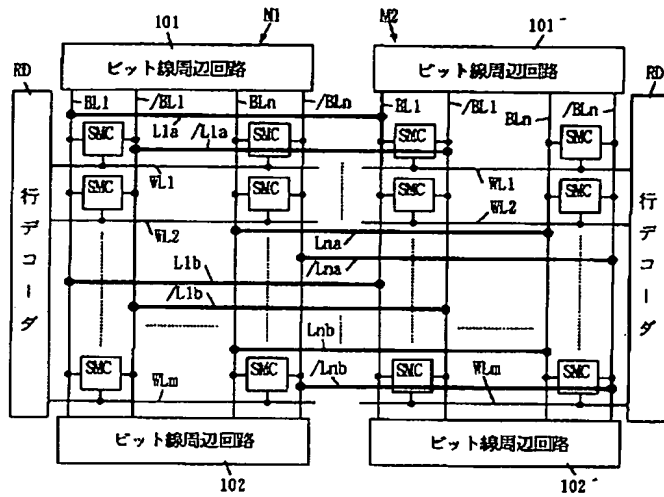 101 M1 M2 101´
RD ビット線周辺回路 ビット線周辺回路 RD
BL1 /BL1 BLn /BLn BL1 /BL1 BLn /BLn
L1a /L1a
SMC SMC SMC SMC
WL1 WL1
SMC SMC SMC SMC
WL2 WL2
行デコーダ 行デコーダ
Lna
L1b /Lna
/L1b
Lnb
SMC SMC /Lnb SMC SMC
WLm WLm
ビット線周辺回路 ビット線周辺回路
102 102´